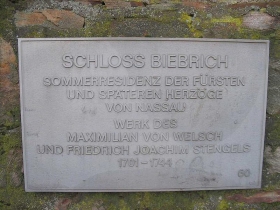 SCHLOSS BIEBRICH
SOMMERRESIDENZ DER FÜRSTEN
UND SPÄTEREN HERZÖGE
VON NASSAU
WERK DES
MAXIMILIAN VON WELSCH
UND FRIEDRICH JOACHIM STENGELS
1701-1744
60